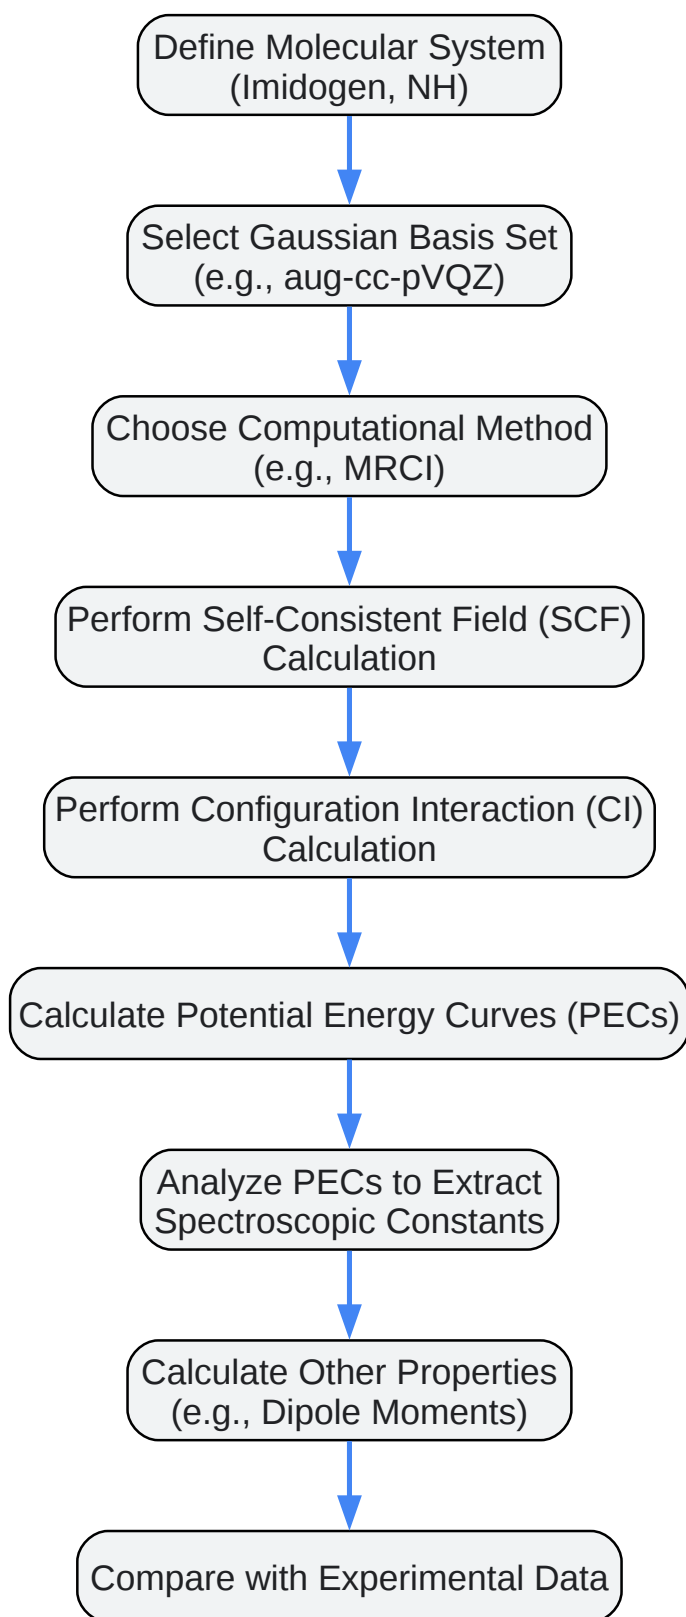 Define Molecular System
(Imidogen, NH)
Select Gaussian Basis Set
(e.g., aug-cc-pVQZ)
Choose Computational Method
(e.g., MRCI)
Perform Self-Consistent Field (SCF)
Calculation
Perform Configuration Interaction (CI)
Calculation
Calculate Potential Energy Curves (PECs)
Analyze PECs to Extract
Spectroscopic Constants
Calculate Other Properties
(e.g., Dipole Moments)
Compare with Experimental Data